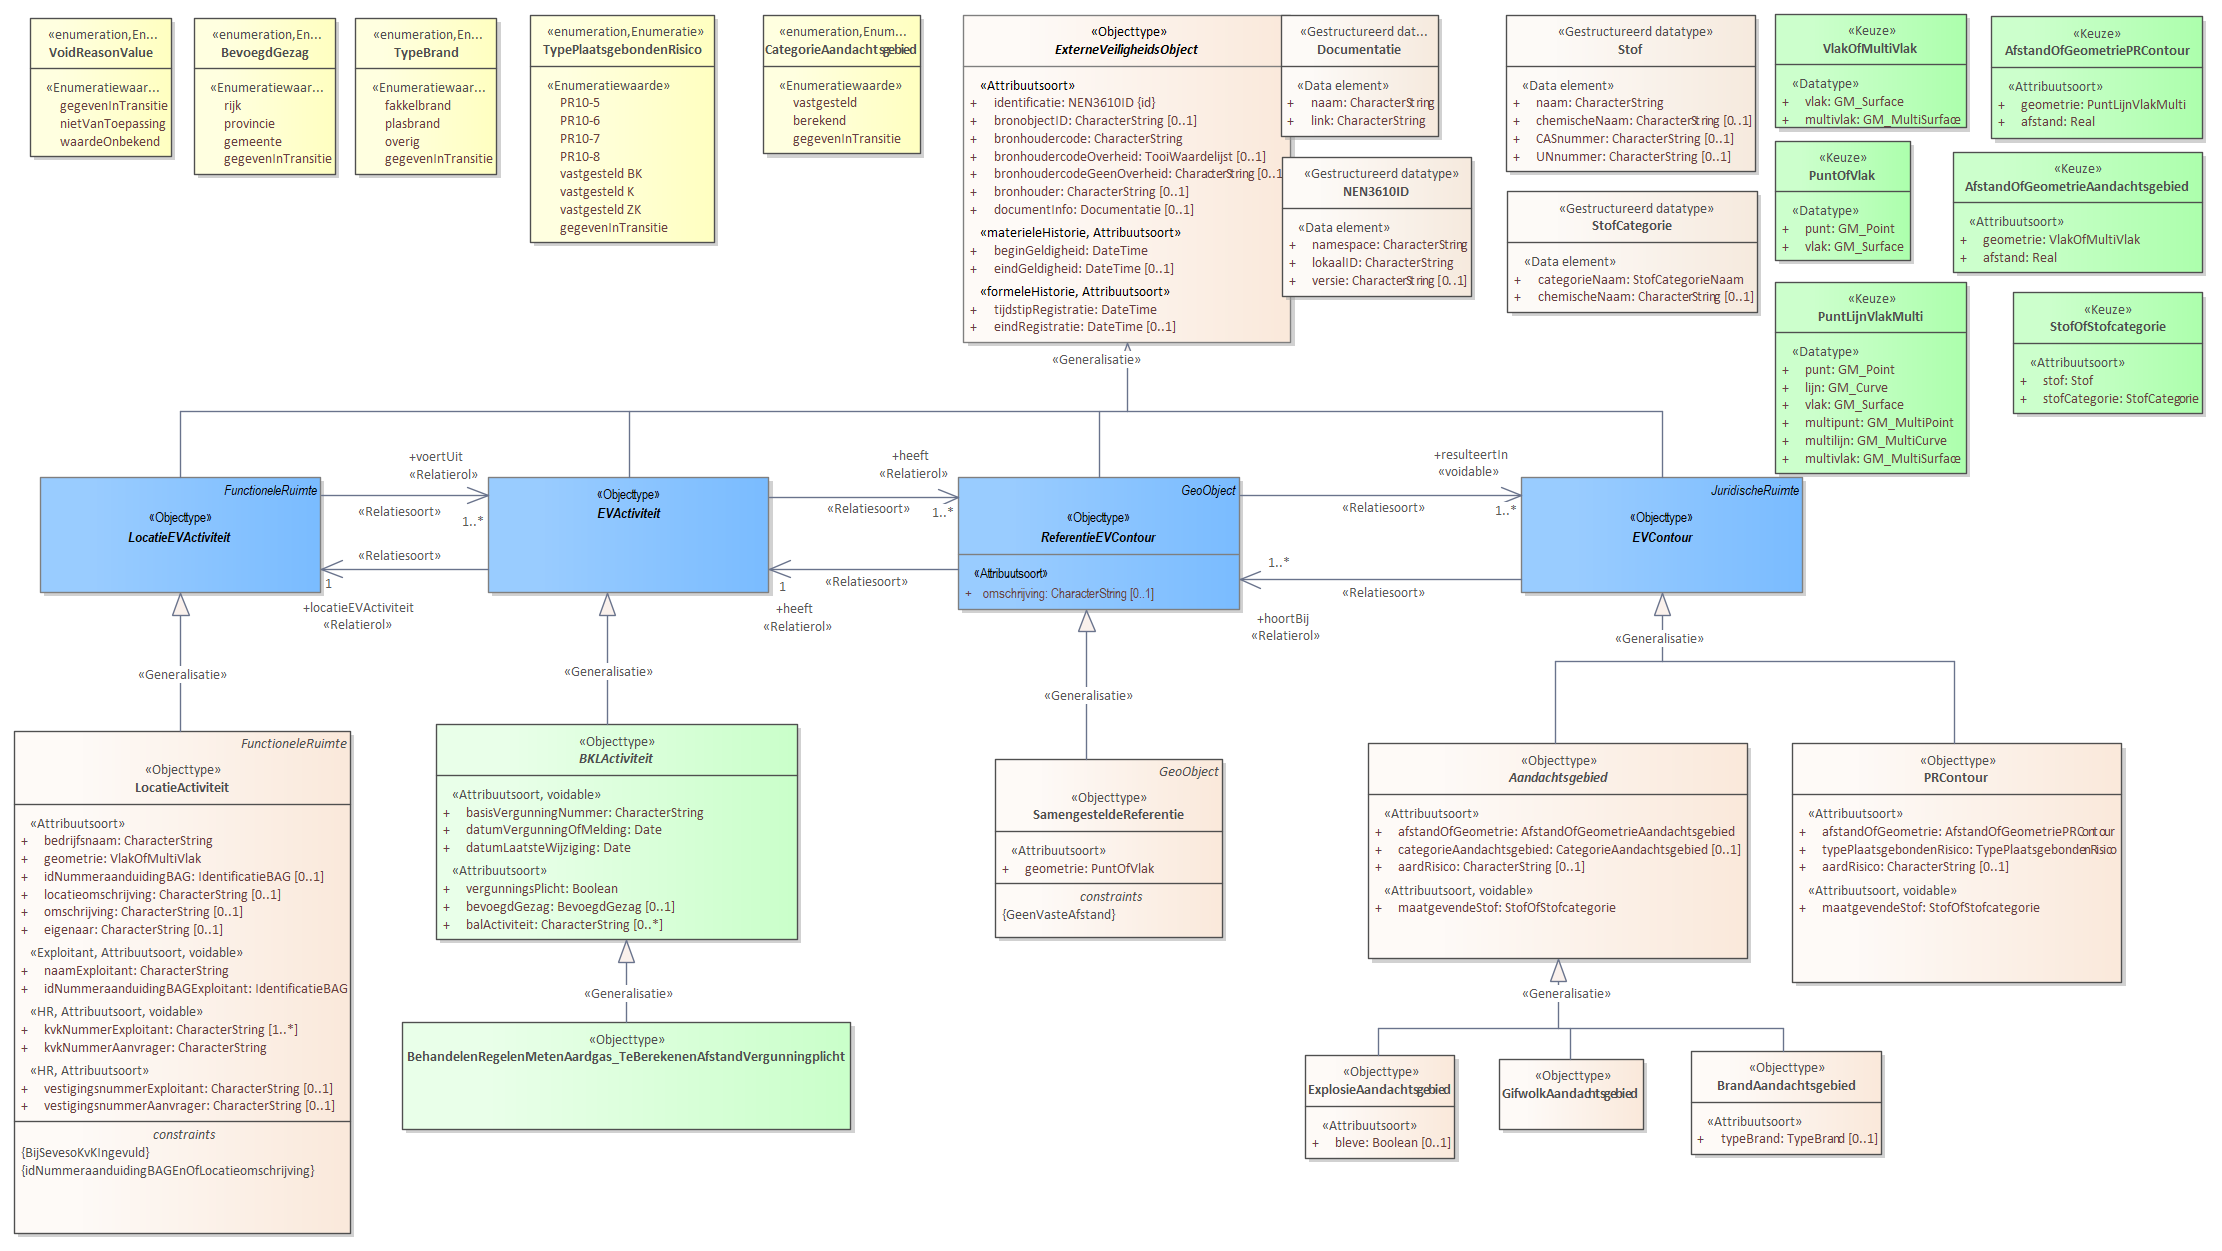 «enumeration,En...
VoidReasonValue
«Enumeratiewaar...
gegevenInTransitie
nietVanToepassing
waardeOnbekend
«enumeration,En...
BevoegdGezag
«Enumeratiewaar...
rijk
provincie
gemeente
gegevenInTransitie
«enumeration,En...
TypeBrand
«Enumeratiewaar...
fakkelbrand
plasbrand
overig
gegevenInTransitie
«enumeration,Enumeratie»
TypePlaatsgebondenRisico
«Enumeratiewaarde»
PR10-5
PR10-6
PR10-7
PR10-8
vastgesteld BK
vastgesteld K
vastgesteld ZK
gegevenInTransitie
«enumeration,Enum...
CategorieAandachtsgebied
«Enumeratiewaarde»
vastgesteld
berekend
gegevenInTransitie
«Objecttype»
ExterneVeiligheidsObject
«Attribuutsoort»
+ identificatie: NEN3610ID {id}
+ bronobjectID: CharacterString [0..1]
+ bronhoudercode: CharacterString
+ bronhoudercodeOverheid: TooiWaardelijst [0..1]
+ bronhoudercodeGeenOverheid: CharacterString [0..1
+ bronhouder: CharacterString [0..1]
+ documentInfo: Documentatie [0..1]
«materieleHistorie, Attribuutsoort»
+ beginGeldigheid: DateTime
+ eindGeldigheid: DateTime [0..1]
«formeleHistorie, Attribuutsoort»
+ tijdstipRegistratie: DateTime
+ eindRegistratie: DateTime [0..1]
«Gestructureerd dat...
Documentatie
«Data element»
+ naam: CharacterString
+ link: CharacterString
«Gestructureerd datatype»
NEN3610ID
«Data element»
+ namespace: CharacterString
+ lokaalID: CharacterString
+ versie: CharacterString [0..1]
«Gestructureerd datatype»
Stof
«Data element»
+ naam: CharacterString
+ chemischeNaam: CharacterString [0..1]
+ CASnummer: CharacterString [0..1]
+ UNnummer: CharacterString [0..1]
«Gestructureerd datatype»
StofCategorie
«Data element»
+ categorieNaam: StofCategorieNaam
+ chemischeNaam: CharacterString [0..1]
«Keuze»
VlakOfMultiVlak
«Datatype»
+ vlak: GM_Surface
+ multivlak: GM_MultiSurface
«Keuze»
PuntOfVlak
«Datatype»
+ punt: GM_Point
+ vlak: GM_Surface
«Keuze»
PuntLijnVlakMulti
«Datatype»
+ punt: GM_Point
+ lijn: GM_Curve
+ vlak: GM_Surface
+ multipunt: GM_MultiPoint
+ multilijn: GM_MultiCurve
+ multivlak: GM_MultiSurface
«Keuze»
AfstandOfGeometriePRContour
«Attribuutsoort»
+ geometrie: PuntLijnVlakMulti
+ afstand: Real
«Keuze»
AfstandOfGeometrieAandachtsgebied
«Attribuutsoort»
+ geometrie: VlakOfMultiVlak
+ afstand: Real
«Keuze»
StofOfStofcategorie
«Attribuutsoort»
+ stof: Stof
+ stofCategorie: StofCategorie
«Generalisatie»
FunctioneleRuimte
«Objecttype»
LocatieEVActiviteit
+voertUit
«Relatierol»
«Relatiesoort»
1..*
«Relatiesoort»
1
+locatieEVActiviteit
«Relatierol»
«Objecttype»
EVActiviteit
+heeft
«Relatierol»
«Relatiesoort»
1..*
«Relatiesoort»
1
+heeft
«Relatierol»
GeoObject
«Objecttype»
ReferentieEVContour
«Attribuutsoort»
+ omschrijving: CharacterString [0..1]
+resulteertIn
«voidable»
«Relatiesoort»
1..*
1..*
«Relatiesoort»
+hoortBij
«Relatierol»
JuridischeRuimte
«Objecttype»
EVContour
«Generalisatie»
«Generalisatie»
«Generalisatie»
«Generalisatie»
FunctioneleRuimte
«Objecttype»
LocatieActiviteit
«Attribuutsoort»
+ bedrijfsnaam: CharacterString
+ geometrie: VlakOfMultiVlak
+ idNummeraanduidingBAG: IdentificatieBAG [0..1]
+ locatieomschrijving: CharacterString [0..1]
+ omschrijving: CharacterString [0..1]
+ eigenaar: CharacterString [0..1]
«Exploitant, Attribuutsoort, voidable»
+ naamExploitant: CharacterString
+ idNummeraanduidingBAGExploitant: IdentificatieBAG
«HR, Attribuutsoort, voidable»
+ kvkNummerExploitant: CharacterString [1..*]
+ kvkNummerAanvrager: CharacterString
«HR, Attribuutsoort»
+ vestigingsnummerExploitant: CharacterString [0..1]
+ vestigingsnummerAanvrager: CharacterString [0..1]
constraints
{BijSevesoKvKIngevuld}
{idNummeraanduidingBAGEnOfLocatieomschrijving}
«Objecttype»
BKLActiviteit
«Attribuutsoort, voidable»
+ basisVergunningNummer: CharacterString
+ datumVergunningOfMelding: Date
+ datumLaatsteWijziging: Date
«Attribuutsoort»
+ vergunningsPlicht: Boolean
+ bevoegdGezag: BevoegdGezag [0..1]
+ balActiviteit: CharacterString [0..*]
«Generalisatie»
«Objecttype»
BehandelenRegelenMetenAardgas_TeBerekenenAfstandVergunningplicht
GeoObject
«Objecttype»
SamengesteldeReferentie
«Attribuutsoort»
+ geometrie: PuntOfVlak
constraints
{GeenVasteAfstand}
«Objecttype»
Aandachtsgebied
«Attribuutsoort»
+ afstandOfGeometrie: AfstandOfGeometrieAandachtsgebied
+ categorieAandachtsgebied: CategorieAandachtsgebied [0..1]
+ aardRisico: CharacterString [0..1]
«Attribuutsoort, voidable»
+ maatgevendeStof: StofOfStofcategorie
«Objecttype»
PRContour
«Attribuutsoort»
+ afstandOfGeometrie: AfstandOfGeometriePRContour
+ typePlaatsgebondenRisico: TypePlaatsgebondenRisico
+ aardRisico: CharacterString [0..1]
«Attribuutsoort, voidable»
+ maatgevendeStof: StofOfStofcategorie
«Generalisatie»
«Objecttype»
ExplosieAandachtsgebied
«Attribuutsoort»
+ bleve: Boolean [0..1]
«Objecttype»
GifwolkAandachtsgebied
«Objecttype»
BrandAandachtsgebied
«Attribuutsoort»
+ typeBrand: TypeBrand [0..1]